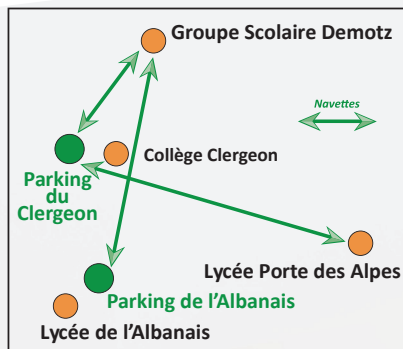 Groupe Scolaire Demotz
Navettes
Collège Clergeon
Parking
du
Clergeon
Lycée Porte des Alpes
Parking de l'Albanais
Lycée de l'Albanais